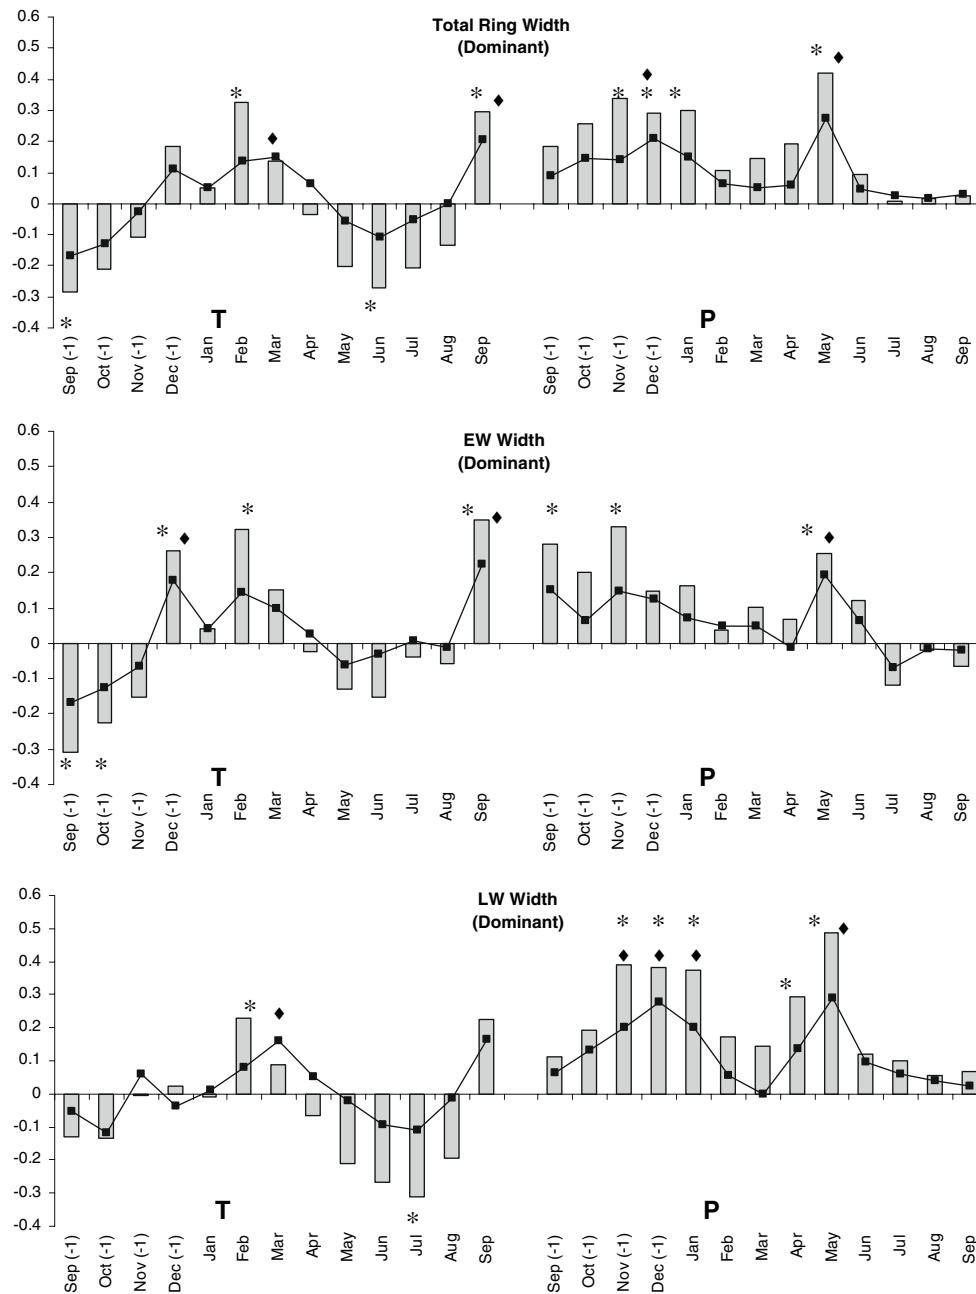 Total Ring Width
(Dominant)
0.6
0.5
0.4
0.3
0.2
0.1
0
-0.1
-0.2
-0.3
-0.4
* * * * * * * *
T P
Sep (-1) Oct (-1) Nov (-1) Dec (-1) Jan Feb Mar Apr May Jun Jul Aug Sep Sep (-1) Oct (-1) Nov (-1) Dec (-1) Jan Feb Mar Apr May Jun Jul Aug Sep
EW Width
(Dominant)
0.6
0.5
0.4
0.3
0.2
0.1
0
-0.1
-0.2
-0.3
-0.4
* * * * * * * *
T P
Sep (-1) Oct (-1) Nov (-1) Dec (-1) Jan Feb Mar Apr May Jun Jul Aug Sep Sep (-1) Oct (-1) Nov (-1) Dec (-1) Jan Feb Mar Apr May Jun Jul Aug Sep
LW Width
(Dominant)
0.6
0.5
0.4
0.3
0.2
0.1
0
-0.1
-0.2
-0.3
-0.4
* * * * * * *
T P
Sep (-1) Oct (-1) Nov (-1) Dec (-1) Jan Feb Mar Apr May Jun Jul Aug Sep Sep (-1) Oct (-1) Nov (-1) Dec (-1) Jan Feb Mar Apr May Jun Jul Aug Sep